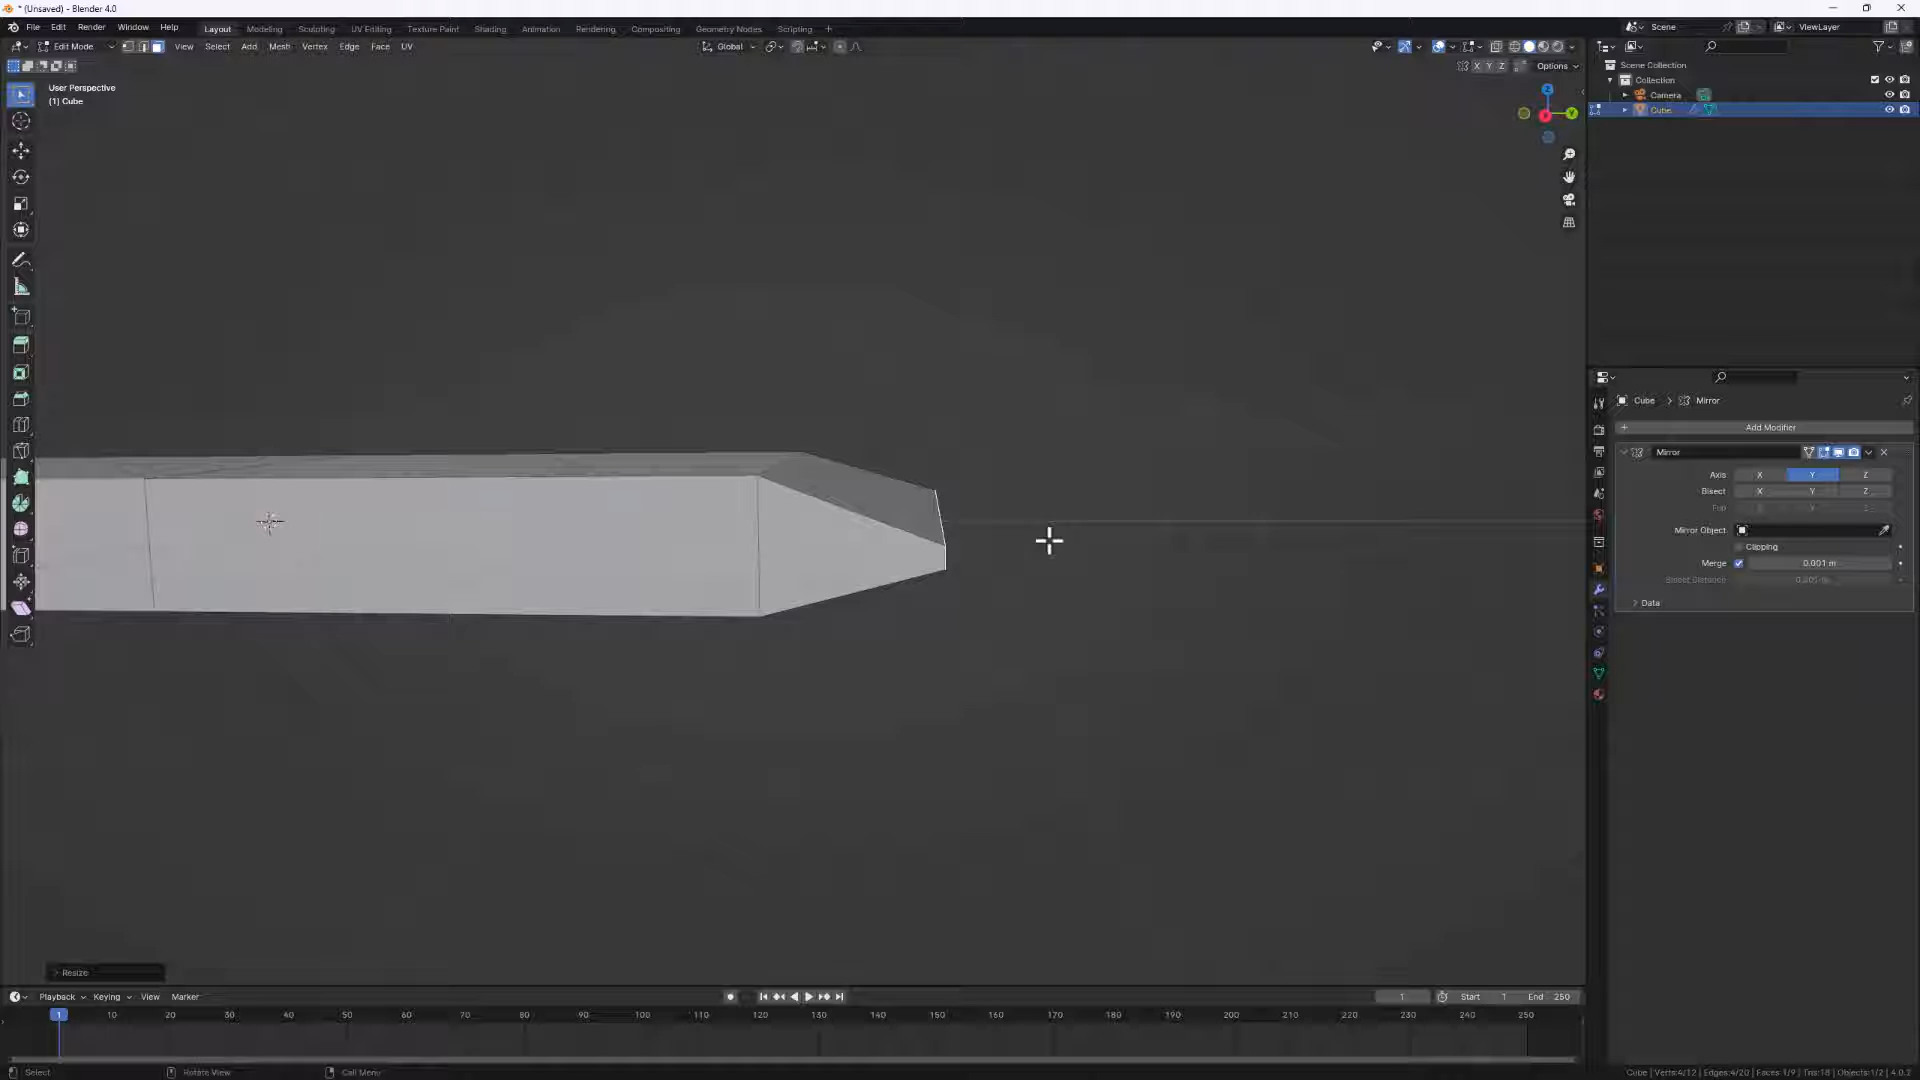 * (Unsaved) - Blender 4.0
File Edit Render Window Help Layout Modeling Sculpting UV Editing Texture Paint Shading Animation Rendering Compositing Geometry Nodes Scripting + Scene ViewLayer
Edit Mode View Select Add Mesh Vertex Edge Face UV Global
X Y Z Options
User Perspective
(1) Cube
Z
Y
Scene Collection
Collection
Camera
Cube
Cube > Mirror
+ Add Modifier
Mirror
Axis X Y Z
Bisect X Y Z
Flip
Mirror Object
Clipping
Merge 0.001 m
Bisect Distance
Data
Resize
Playback Keying View Marker 1 Start 1 End 250
1 10 20 30 40 50 60 70 80 90 100 110 120 130 140 150 160 170 180 190 200 210 220 230 240 250
Select Rotate View Call Menu
Cube | Verts:4/12 | Edges:4/20 | Faces:1/9 | Tris:18 | Objects:1/2 | 4.0.2